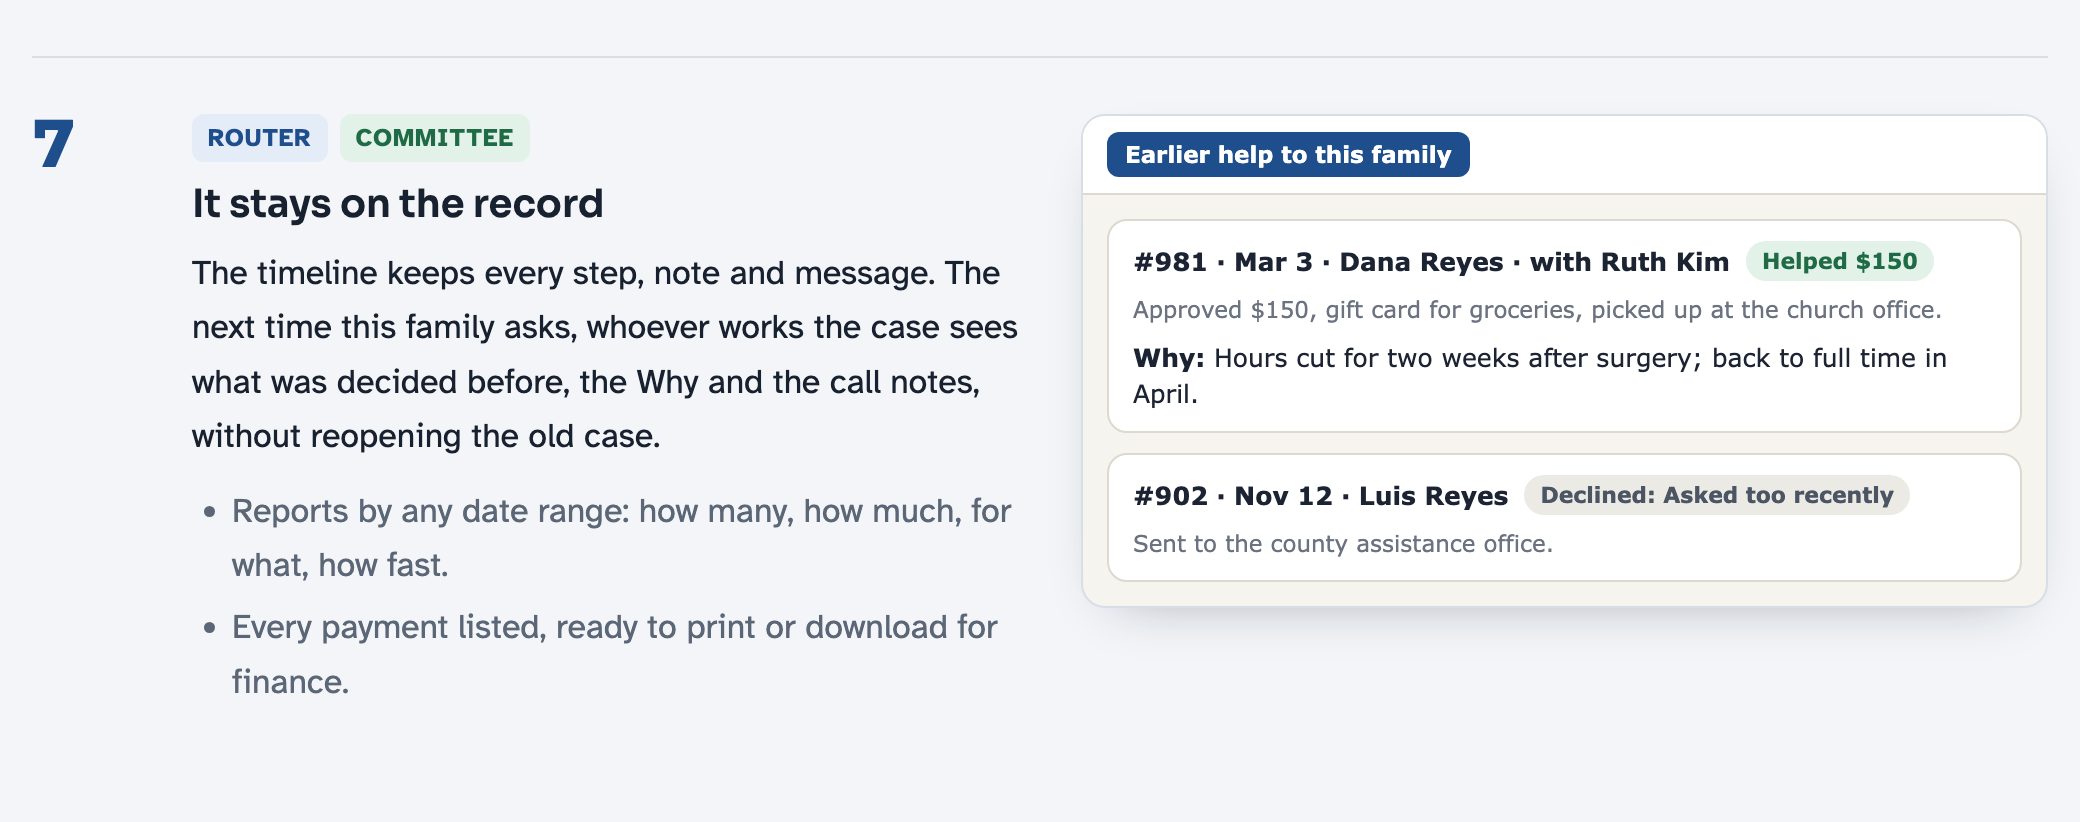 7
ROUTER COMMITTEE
It stays on the record
The timeline keeps every step, note and message. The
next time this family asks, whoever works the case sees
what was decided before, the Why and the call notes,
without reopening the old case.
• Reports by any date range: how many, how much, for
what, how fast.
• Every payment listed, ready to print or download for
finance.
Earlier help to this family
#981 · Mar 3 · Dana Reyes · with Ruth Kim Helped $150
Approved $150, gift card for groceries, picked up at the church office.
Why: Hours cut for two weeks after surgery; back to full time in
April.
#902 · Nov 12 · Luis Reyes Declined: Asked too recently
Sent to the county assistance office.